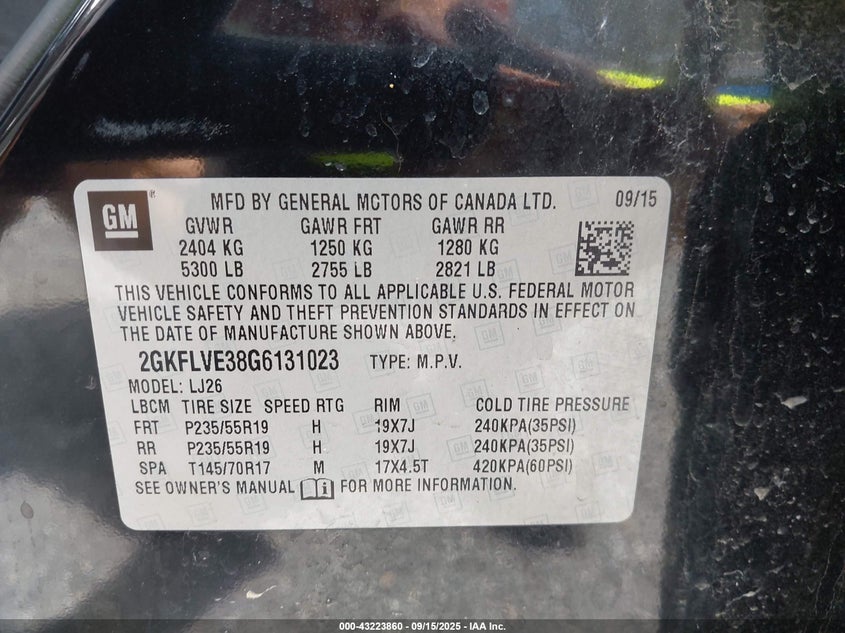 GM
MFD BY GENERAL MOTORS OF CANADA LTD. 09/15
GVWR GAWR FRT GAWR RR
2404 KG 1250 KG 1280 KG
5300 LB 2755 LB 2821 LB
THIS VEHICLE CONFORMS TO ALL APPLICABLE U.S. FEDERAL MOTOR
VEHICLE SAFETY AND THEFT PREVENTION STANDARDS IN EFFECT ON
THE DATE OF MANUFACTURE SHOWN ABOVE.
2GKFLVE38G6131023 TYPE: M.P.V.
MODEL: LJ26
LBCM TIRE SIZE SPEED RTG RIM COLD TIRE PRESSURE
FRT P235/55R19 H 19X7J 240KPA(35PSI)
RR P235/55R19 H 19X7J 240KPA(35PSI)
SPA T145/70R17 M 17X4.5T 420KPA(60PSI)
SEE OWNER'S MANUAL FOR MORE INFORMATION.
000-43223860 - 09/15/2025 - IAA Inc.